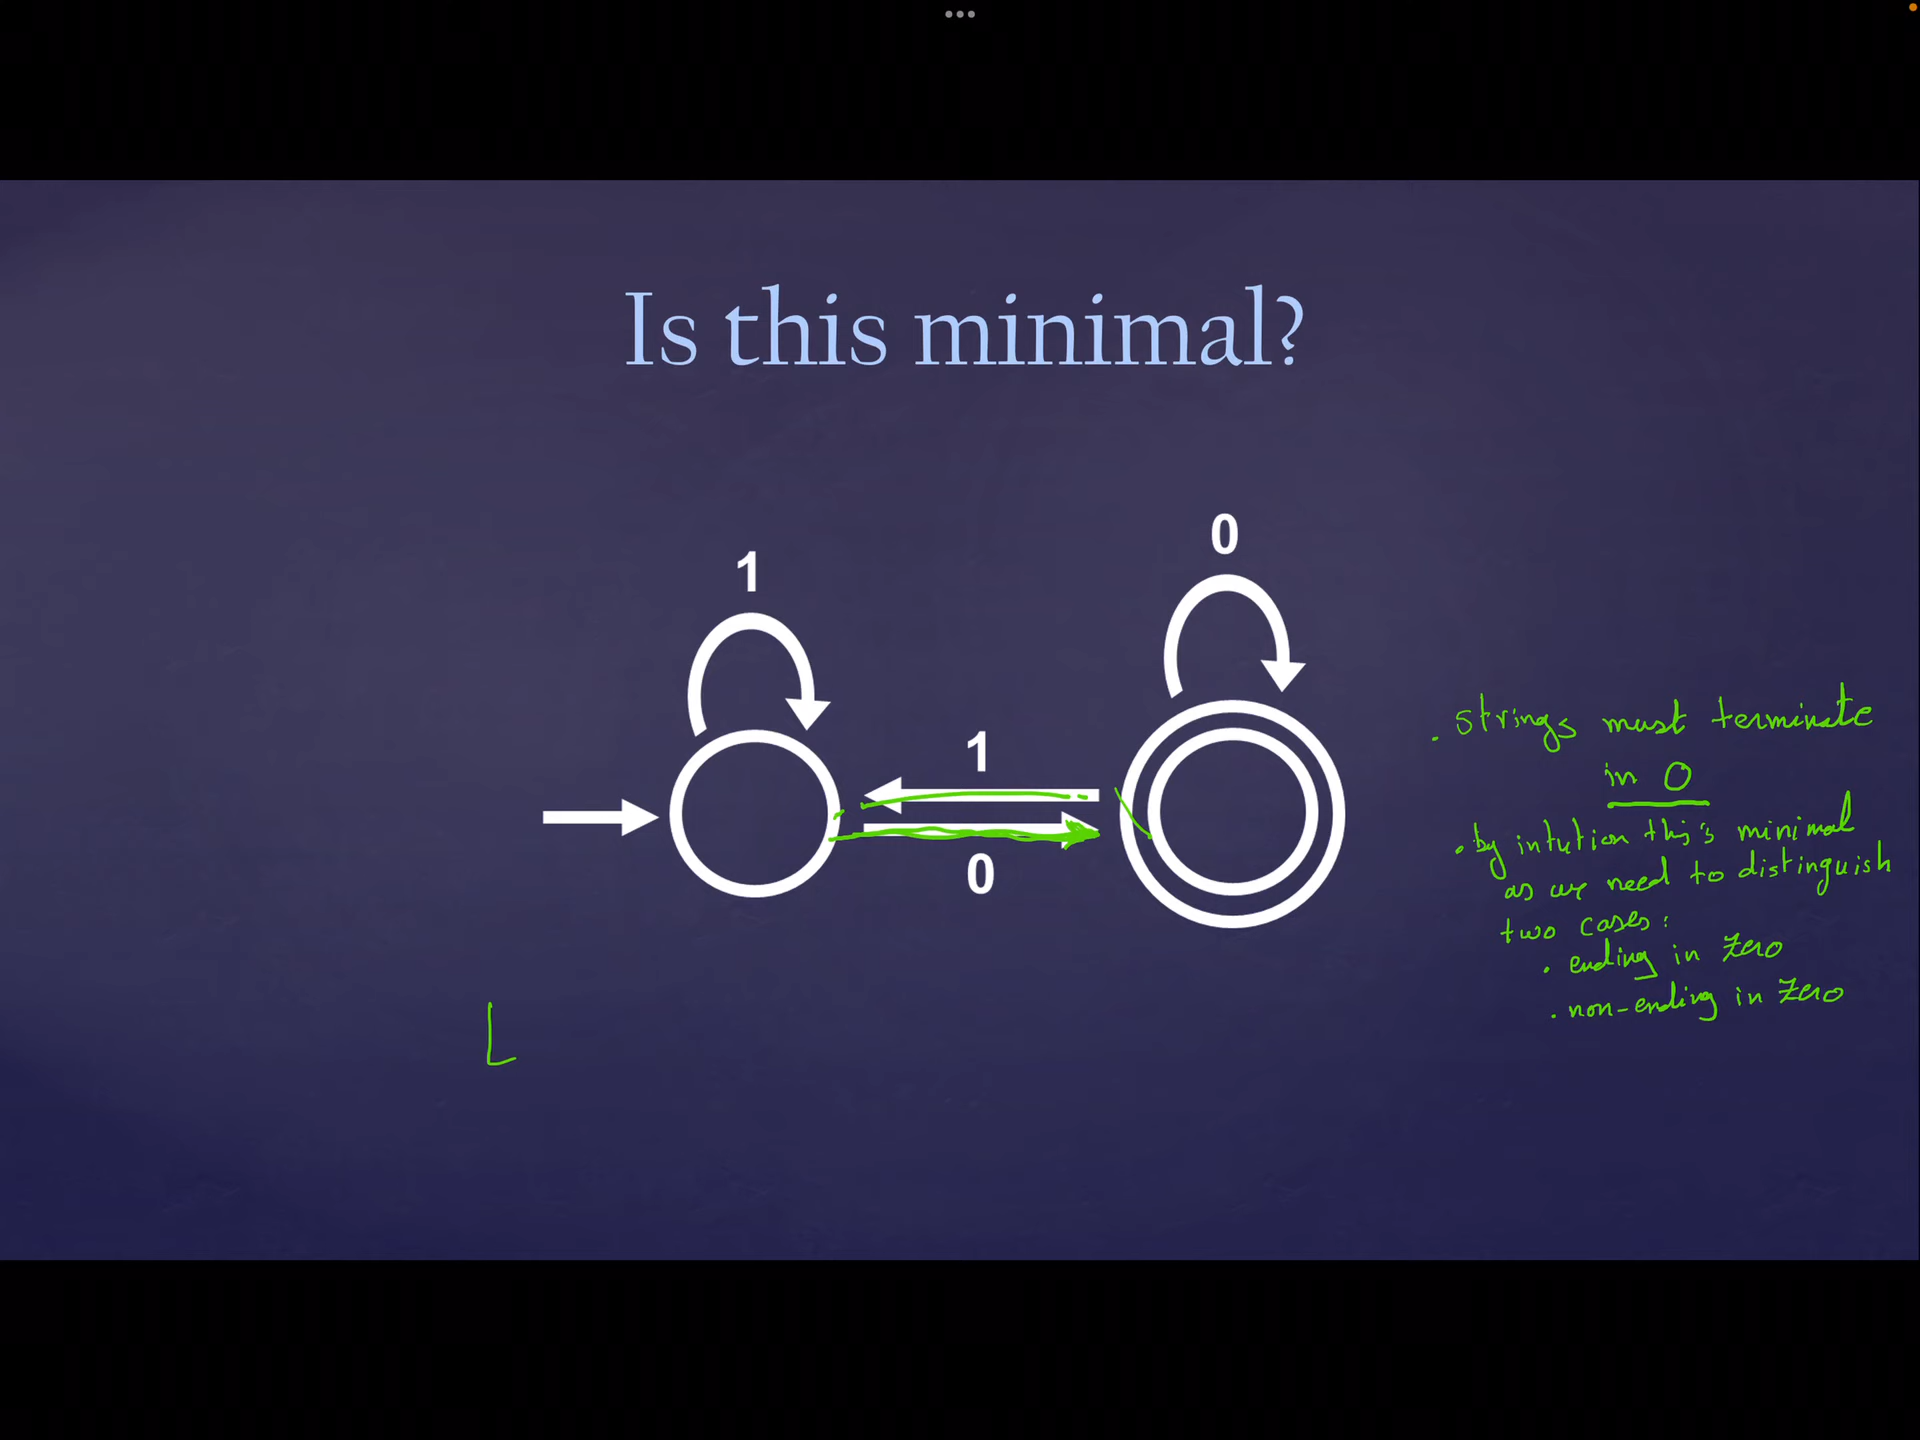 Is this minimal?
1
0
1
0
. strings must terminate
in 0
. by intution this's minimal
as we need to distinguish
two cases:
. ending in zero
. non-ending in zero
L